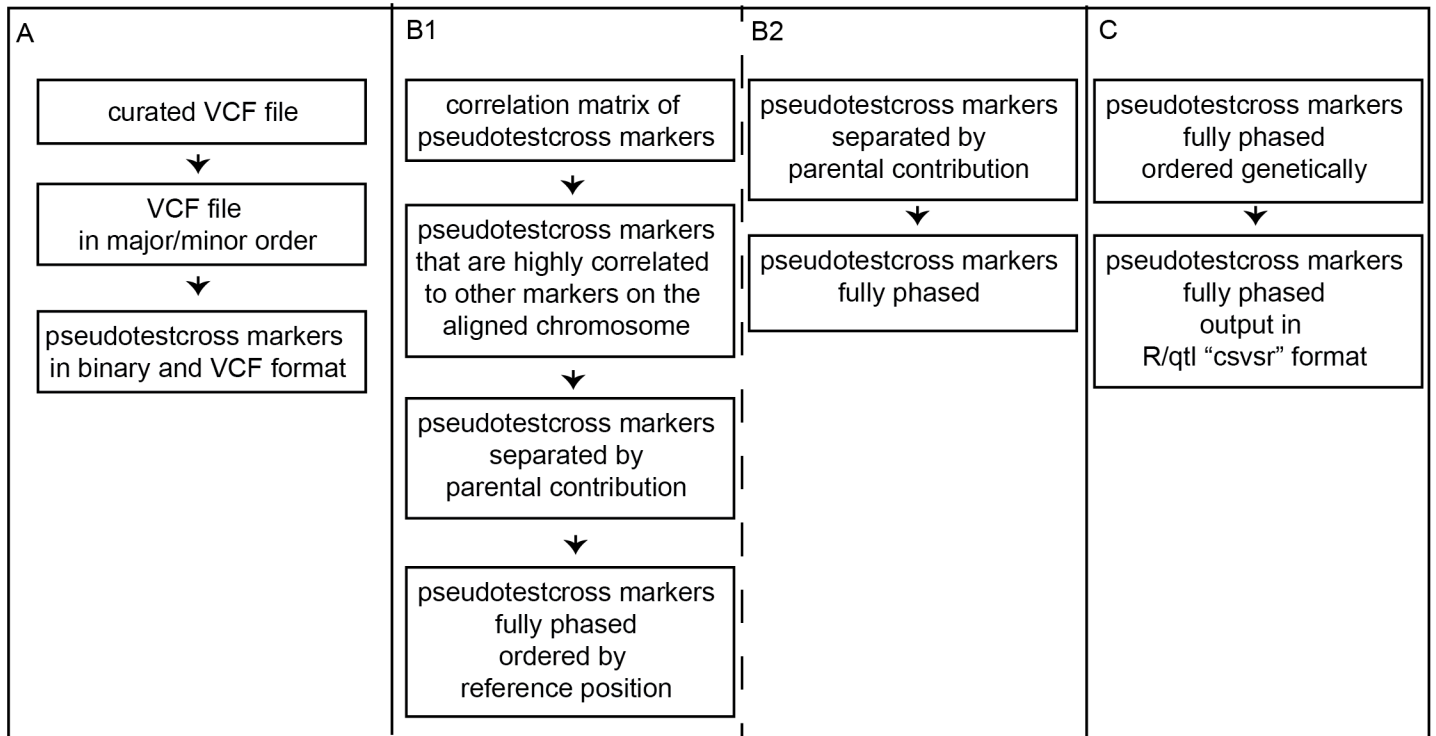 A
curated VCF file
VCF file
in major/minor order
pseudotestcross markers
in binary and VCF format
B1
correlation matrix of
pseudotestcross markers
pseudotestcross markers
that are highly correlated
to other markers on the
aligned chromosome
pseudotestcross markers
separated by
parental contribution
pseudotestcross markers
fully phased
ordered by
reference position
B2
pseudotestcross markers
separated by
parental contribution
pseudotestcross markers
fully phased
C
pseudotestcross markers
fully phased
ordered genetically
pseudotestcross markers
fully phased
output in
R/qtl “csvsr” format